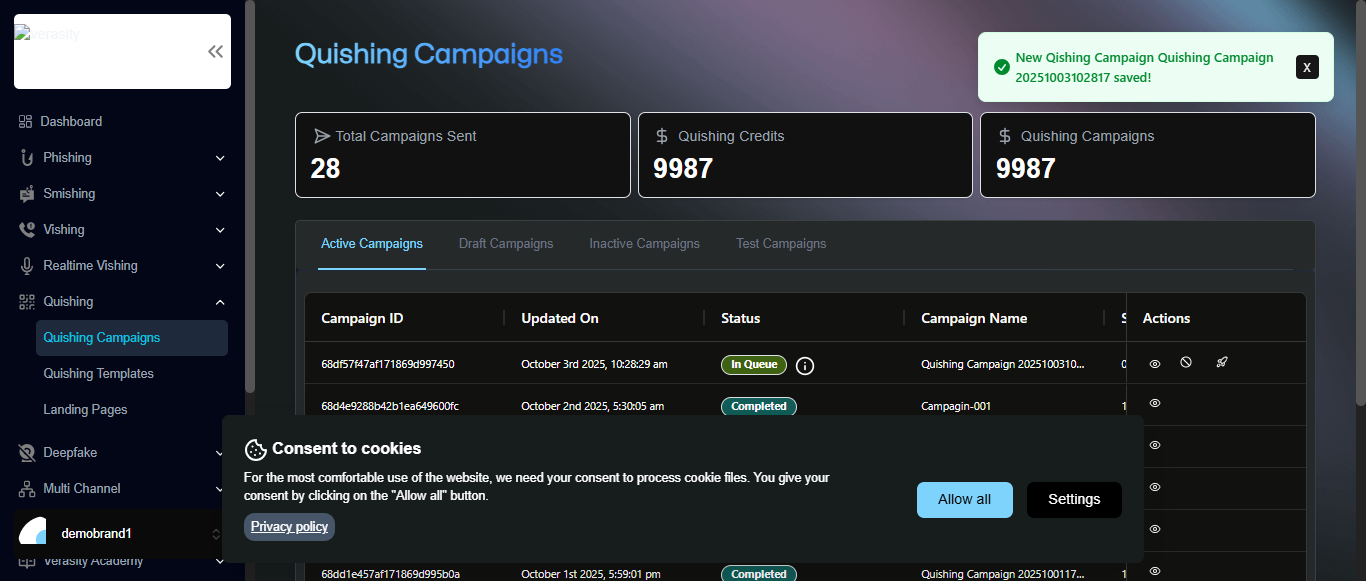 verasity
Quishing Campaigns
New Qishing Campaign Quishing Campaign
20251003102817 saved!
X
Dashboard
Phishing
Smishing
Vishing
Realtime Vishing
Quishing
Quishing Campaigns
Quishing Templates
Landing Pages
Deepfake
Multi Channel
demobrand1
Verasity Academy
Total Campaigns Sent
28
Quishing Credits
9987
Quishing Campaigns
9987
Active Campaigns Draft Campaigns Inactive Campaigns Test Campaigns
Campaign ID Updated On Status Campaign Name S Actions
68df57f47af171869d997450 October 3rd 2025, 10:28:29 am In Queue Quishing Campaign 2025100310... 0
68d4e9288b42b1ea649600fc October 2nd 2025, 5:30:05 am Completed Campagin-001 1
Consent to cookies
For the most comfortable use of the website, we need your consent to process cookie files. You give your
consent by clicking on the "Allow all" button.
Privacy policy
Allow all
Settings
68dd1e457af171869d995b0a October 1st 2025, 5:59:01 pm Completed Quishing Campaign 202510011​7... 1